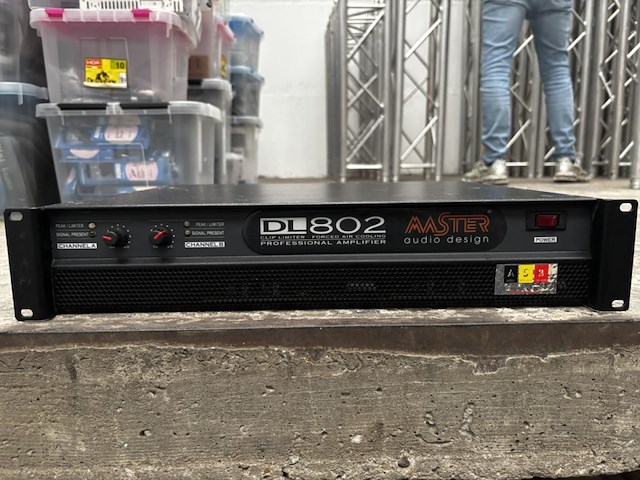 10
PEAK / LIMITER
SIGNAL PRESENT
CHANNEL A
PEAK / LIMITER
SIGNAL PRESENT
CHANNEL B
DL802
CLIP LIMITER - FORCED AIR COOLING
PROFESSIONAL AMPLIFIER
MASTER
audio design
POWER
A S B